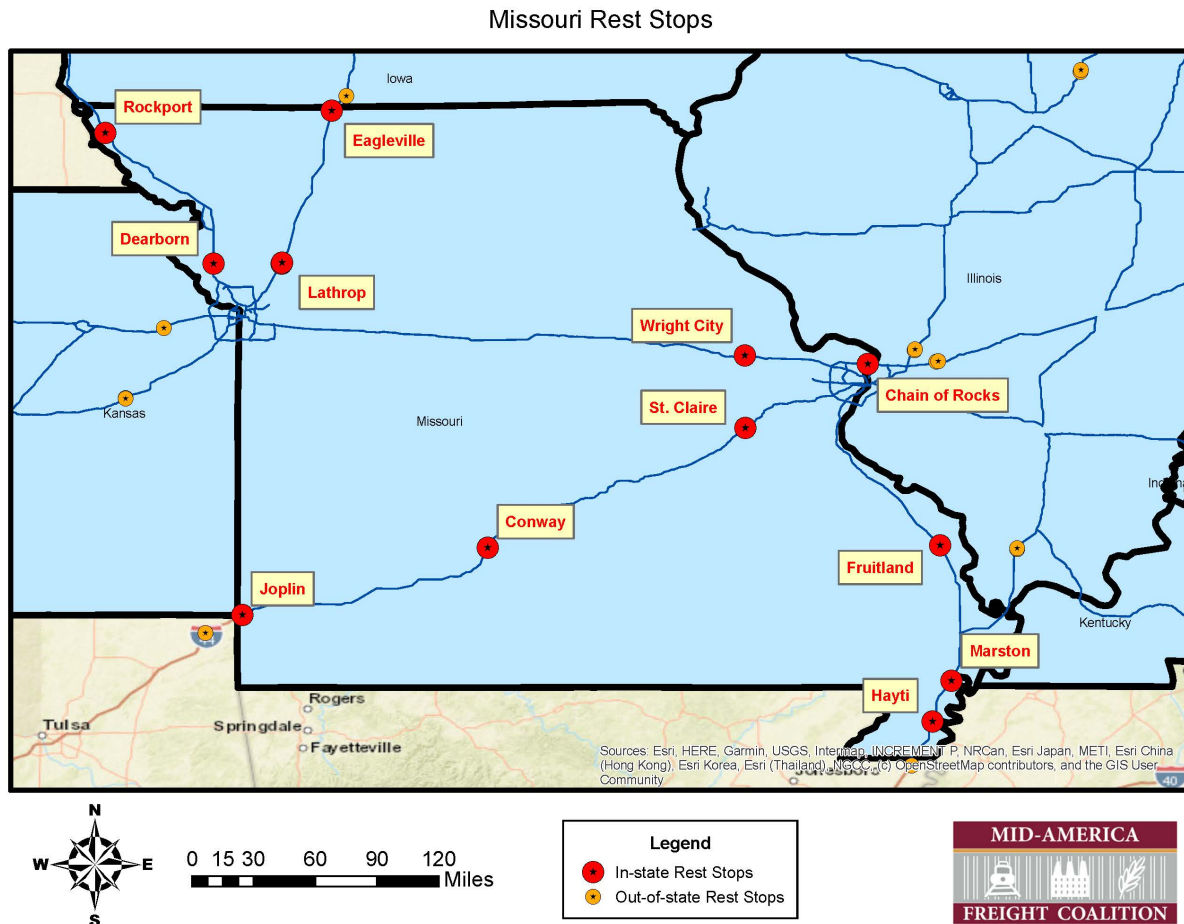 Missouri Rest Stops
Iowa
Rockport
Eagleville
Dearborn
Lathrop
Illinois
Wright City
Chain of Rocks
St. Claire
Kansas
Missouri
Conway
Fruitland
Joplin
Kentucky
Marston
Hayti
Rogers
Tulsa
Springdale
Fayetteville
Sources: Esri, HERE, Garmin, USGS, Intermap, INCREMENT P, NRCan, Esri Japan, METI, Esri China
(Hong Kong), Esri Korea, Esri (Thailand), NGCC, (c) OpenStreetMap contributors, and the GIS User
Community
40
N
W E
S
0 15 30 60 90 120
Miles
Legend
In-state Rest Stops
Out-of-state Rest Stops
MID-AMERICA
FREIGHT COALITION